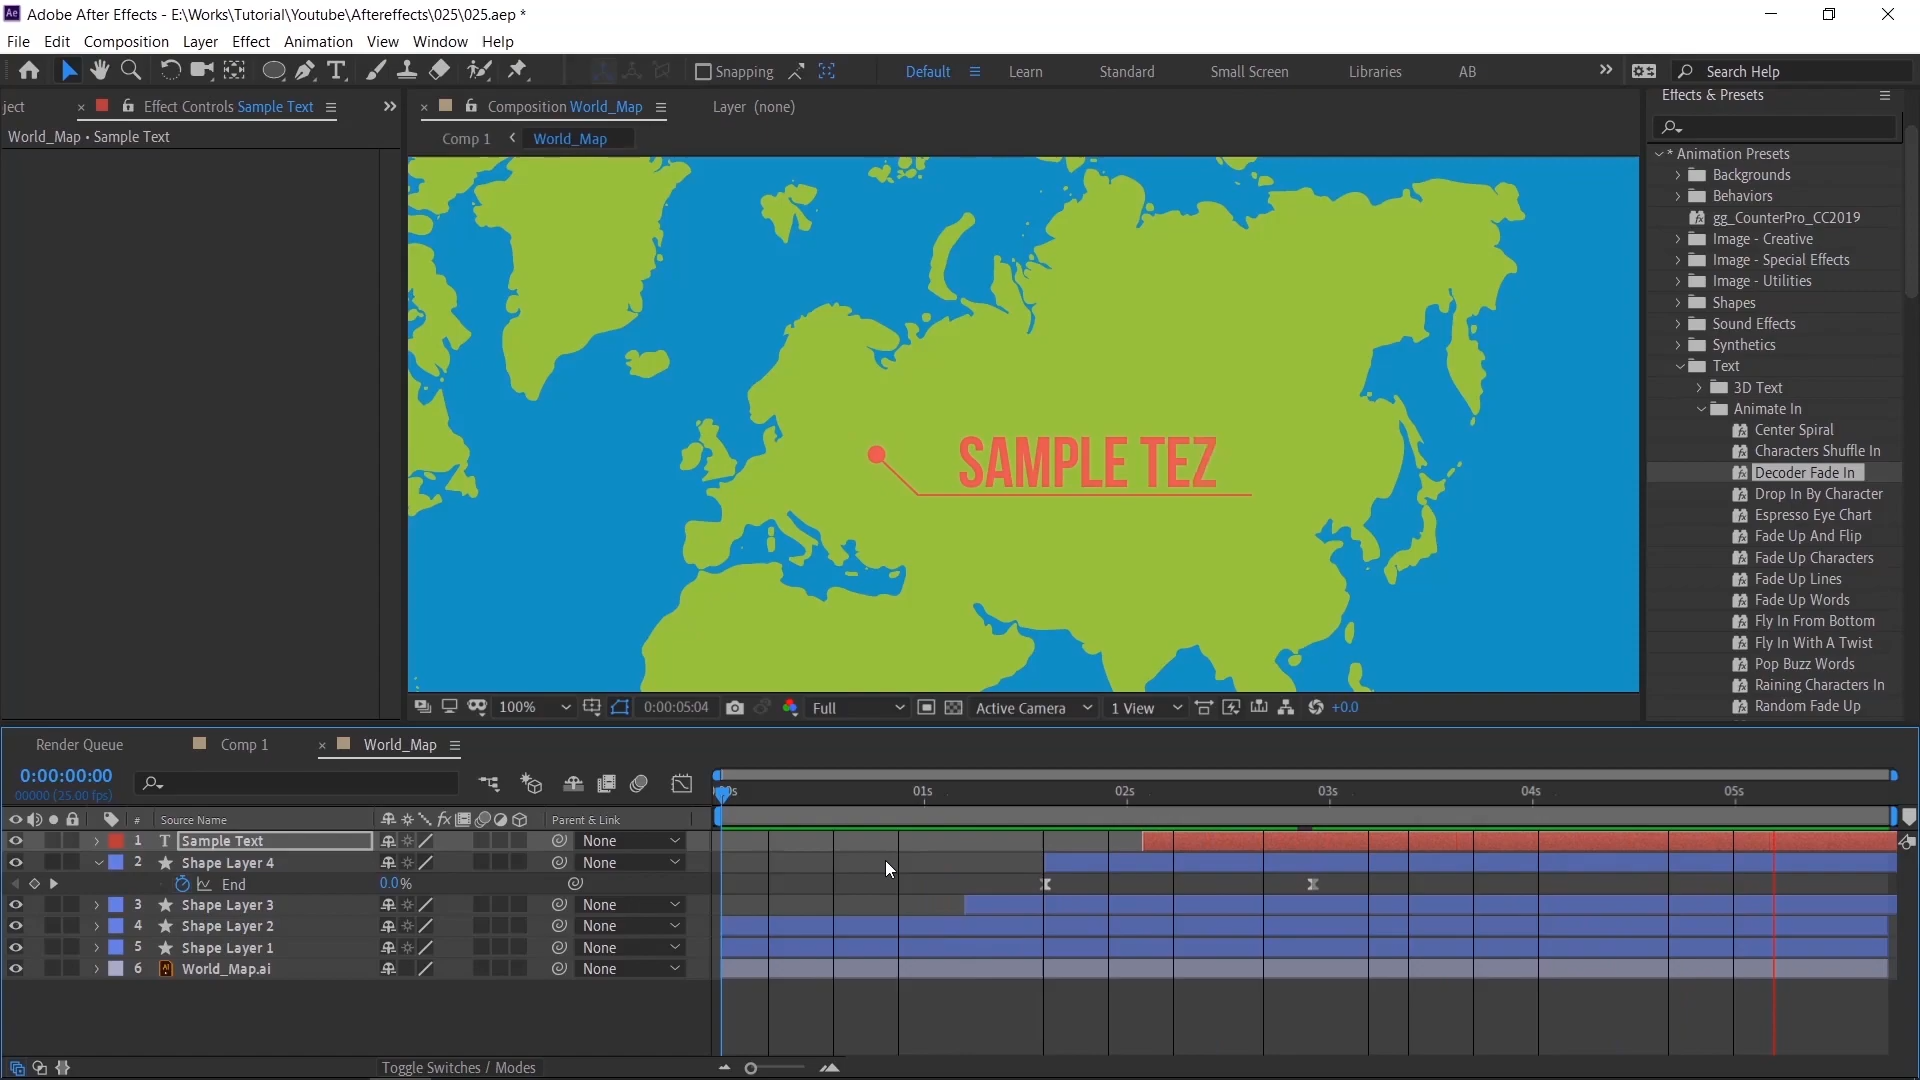 Ae Adobe After Effects - E:\Works\Tutorial\Youtube\Aftereffects\025\025.aep *
File Edit Composition Layer Effect Animation View Window Help
Snapping Default Learn Standard Small Screen Libraries AB Search Help
ject Effect Controls Sample Text Composition World_Map Layer (none) Effects & Presets
World_Map • Sample Text
Comp 1 World_Map
SAMPLE TEZ
* Animation Presets
Backgrounds
Behaviors
gg_CounterPro_CC2019
Image - Creative
Image - Special Effects
Image - Utilities
Shapes
Sound Effects
Synthetics
Text
3D Text
Animate In
Center Spiral
Characters Shuffle In
Decoder Fade In
Drop In By Character
Espresso Eye Chart
Fade Up And Flip
Fade Up Characters
Fade Up Lines
Fade Up Words
Fly In From Bottom
Fly In With A Twist
Pop Buzz Words
Raining Characters In
Random Fade Up
100% 0:00:05:04 Full Active Camera 1 View +0.0
Render Queue Comp 1 World_Map
0:00:00:00
00000 (25.00 fps)
00s 01s 02s 03s 04s 05s
# Source Name fx Parent & Link
1 T Sample Text None
2 Shape Layer 4 None
End 0.0%
3 Shape Layer 3 None
4 Shape Layer 2 None
5 Shape Layer 1 None
6 Ai World_Map.ai None
Toggle Switches / Modes